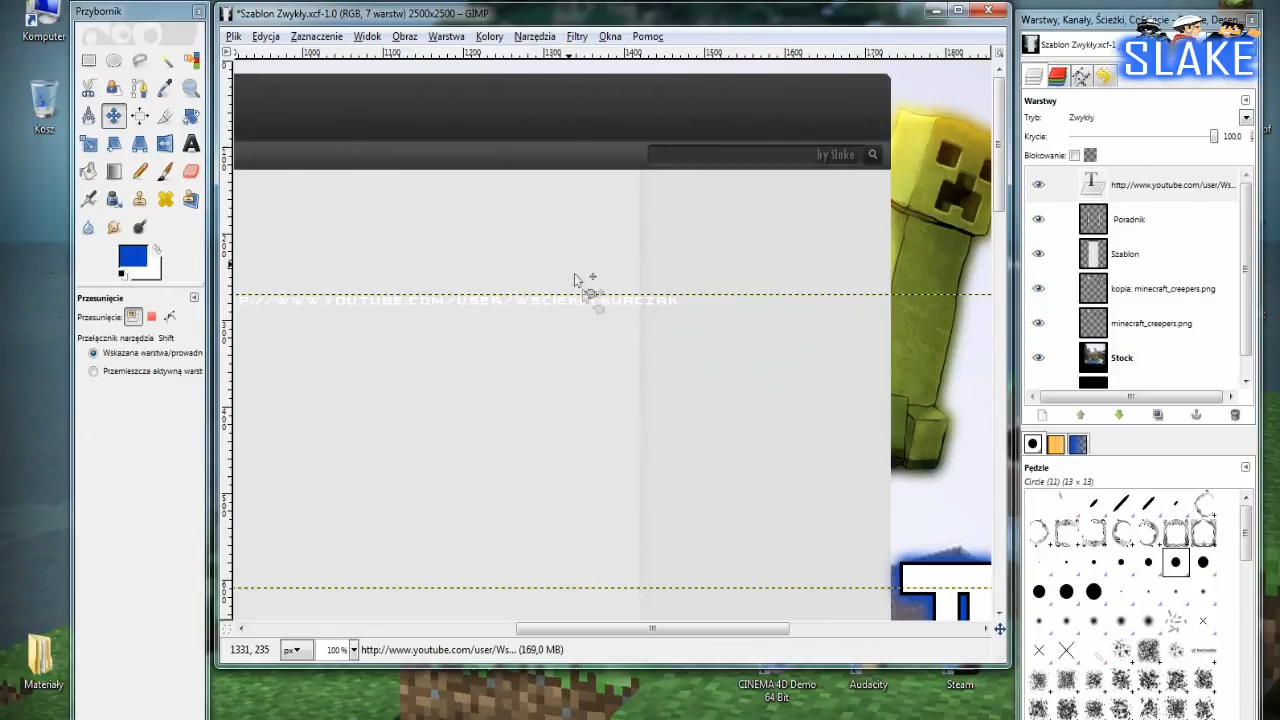 Komputer
Kosz
Materiały
Przybornik
Przesunięcie
Przesunięcie:
Przełącznik narzędzia Shift
Wskazana warstwa/prowadn
Przemieszcza aktywną warst
*Szablon Zwykły.xcf-1.0 (RGB, 7 warstw) 2500x2500 – GIMP
Plik Edycja Zaznaczenie Widok Obraz Warstwa Kolory Narzędzia Filtry Okna Pomoc
1000 1100 1200 1300 1400 1500 1600 1700 1800
by Slake
1331, 235 px 100 % http://www.youtube.com/user/Ws... (169,0 MB)
CINEMA 4D Demo
64 Bit
Audacity
Steam
Warstwy, Kanały, Ścieżki,
SLAKE
Szablon Zwykły.xcf-1
Warstwy
Tryb: Zwykły
Krycie: 100,0
Blokowanie:
http://www.youtube.com/user/Ws...
Poradnik
Szablon
kopia: minecraft_creepers.png
minecraft_creepers.png
Stock
Pędzle
Circle (11) (13 × 13)